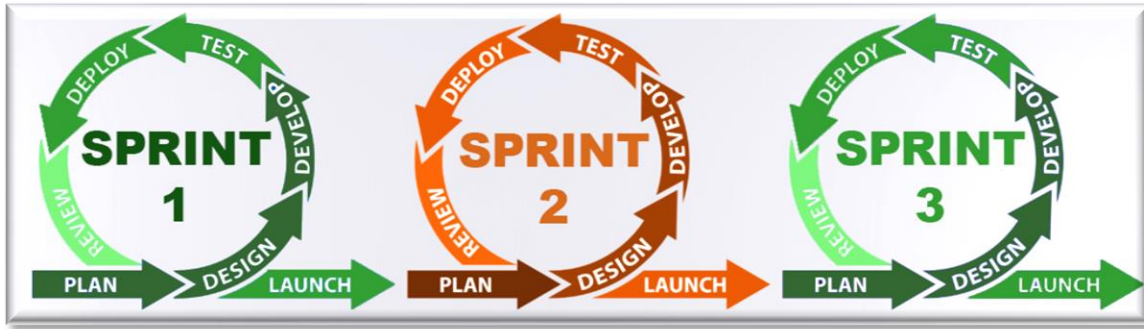 PLAN
DESIGN
DEVELOP
TEST
DEPLOY
REVIEW
LAUNCH
SPRINT
1
PLAN
DESIGN
DEVELOP
TEST
DEPLOY
REVIEW
LAUNCH
SPRINT
2
PLAN
DESIGN
DEVELOP
TEST
DEPLOY
REVIEW
LAUNCH
SPRINT
3